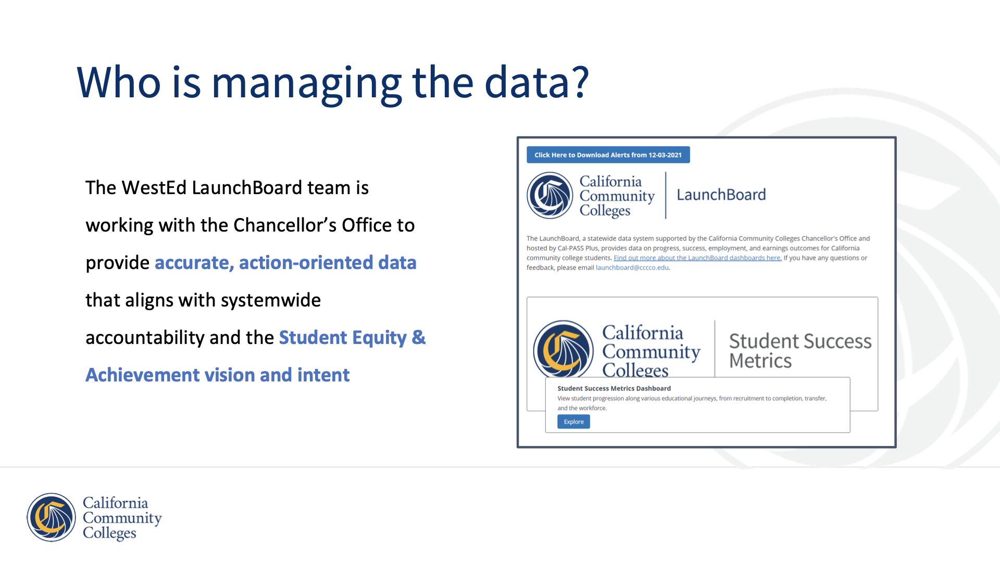 Who is managing the data?
The WestEd LaunchBoard team is
working with the Chancellor’s Office to
provide accurate, action-oriented data
that aligns with systemwide
accountability and the Student Equity &
Achievement vision and intent
Click Here to Download Alerts from 12-03-2021
California
Community
Colleges
LaunchBoard
The LaunchBoard, a statewide data system supported by the California Community Colleges Chancellor's Office and
hosted by Cal-PASS Plus, provides data on progress, success, employment, and earnings outcomes for California
community college students. Find out more about the LaunchBoard dashboards here. If you have any questions or
feedback, please email launchboard@cccco.edu.
California
Community
Colleges
Student Success
Metrics
Student Success Metrics Dashboard
View student progression along various educational journeys, from recruitment to completion, transfer,
and the workforce.
Explore
California
Community
Colleges